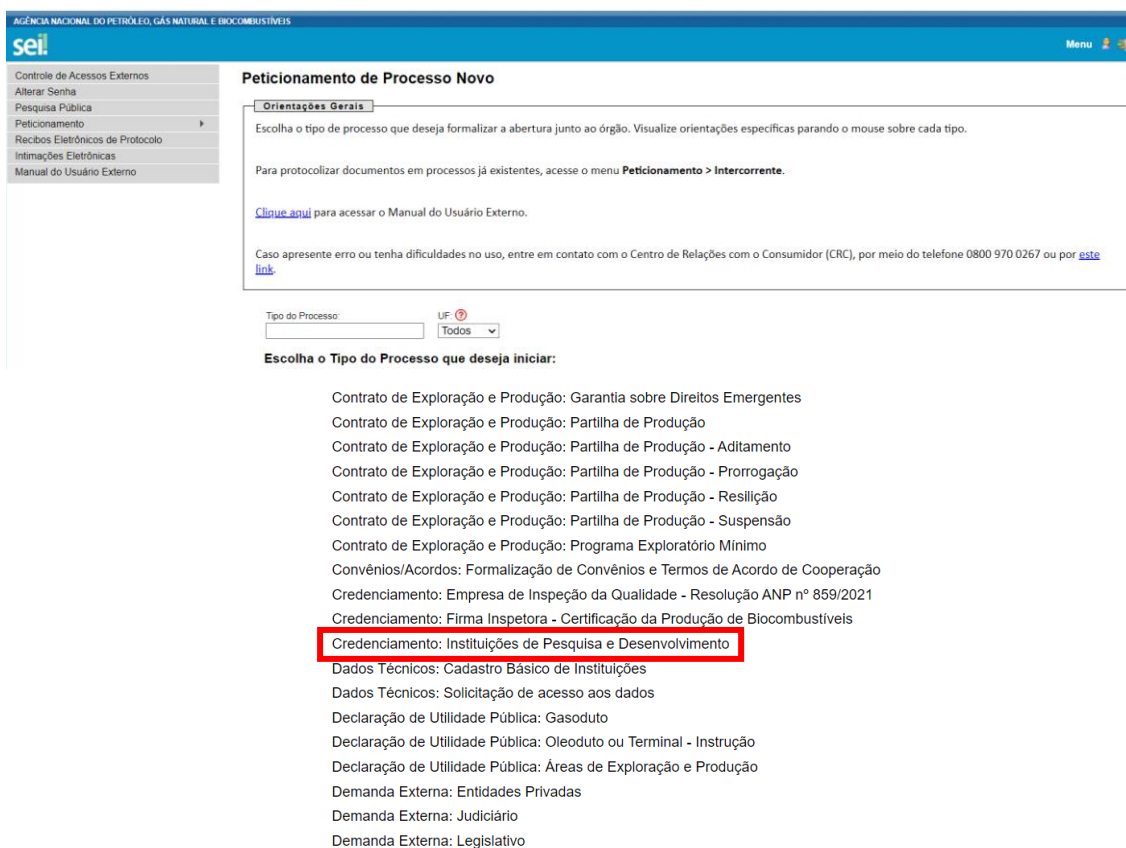 AGÊNCIA NACIONAL DO PETRÓLEO, GÁS NATURAL E BIOCOMBUSTÍVEIS
sei!
Menu
Controle de Acessos Externos
Alterar Senha
Pesquisa Pública
Peticionamento
Recibos Eletrônicos de Protocolo
Intimações Eletrônicas
Manual do Usuário Externo
Peticionamento de Processo Novo
Orientações Gerais
Escolha o tipo de processo que deseja formalizar a abertura junto ao órgão. Visualize orientações específicas parando o mouse sobre cada tipo.
Para protocolizar documentos em processos já existentes, acesse o menu Peticionamento > Intercorrente.
Clique aqui para acessar o Manual do Usuário Externo.
Caso apresente erro ou tenha dificuldades no uso, entre em contato com o Centro de Relações com o Consumidor (CRC), por meio do telefone 0800 970 0267 ou por este
link.
Tipo do Processo:
UF: ?
Todos
Escolha o Tipo do Processo que deseja iniciar:
Contrato de Exploração e Produção: Garantia sobre Direitos Emergentes
Contrato de Exploração e Produção: Partilha de Produção
Contrato de Exploração e Produção: Partilha de Produção - Aditamento
Contrato de Exploração e Produção: Partilha de Produção - Prorrogação
Contrato de Exploração e Produção: Partilha de Produção - Resilição
Contrato de Exploração e Produção: Partilha de Produção - Suspensão
Contrato de Exploração e Produção: Programa Exploratório Mínimo
Convênios/Acordos: Formalização de Convênios e Termos de Acordo de Cooperação
Credenciamento: Empresa de Inspeção da Qualidade - Resolução ANP nº 859/2021
Credenciamento: Firma Inspetora - Certificação da Produção de Biocombustíveis
Credenciamento: Instituições de Pesquisa e Desenvolvimento
Dados Técnicos: Cadastro Básico de Instituições
Dados Técnicos: Solicitação de acesso aos dados
Declaração de Utilidade Pública: Gasoduto
Declaração de Utilidade Pública: Oleoduto ou Terminal - Instrução
Declaração de Utilidade Pública: Áreas de Exploração e Produção
Demanda Externa: Entidades Privadas
Demanda Externa: Judiciário
Demanda Externa: Legislativo